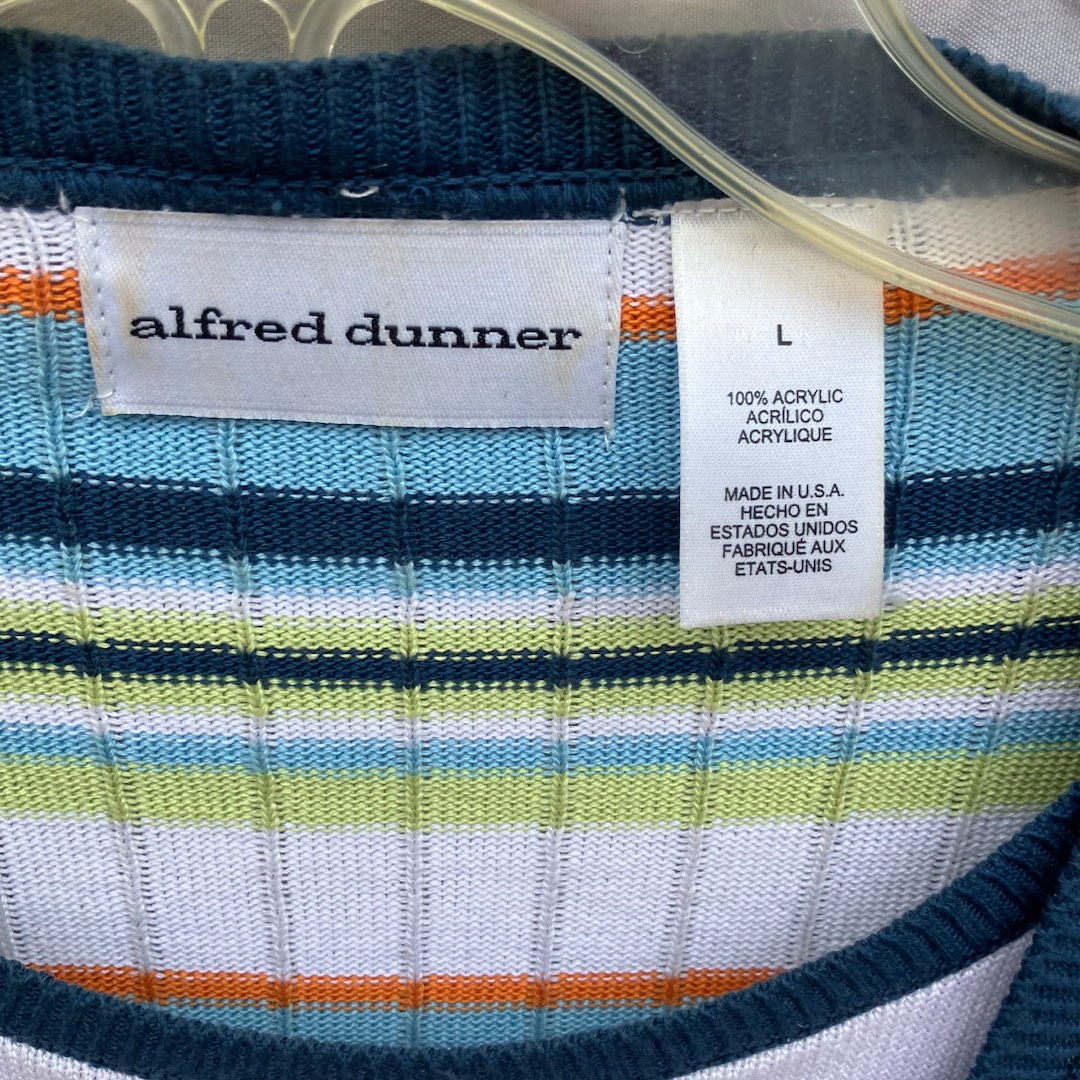 alfred dunner
L
100% ACRYLIC
ACRÍLICO
ACRYLIQUE
MADE IN U.S.A.
HECHO EN
ESTADOS UNIDOS
FABRIQUÉ AUX
ETATS-UNIS